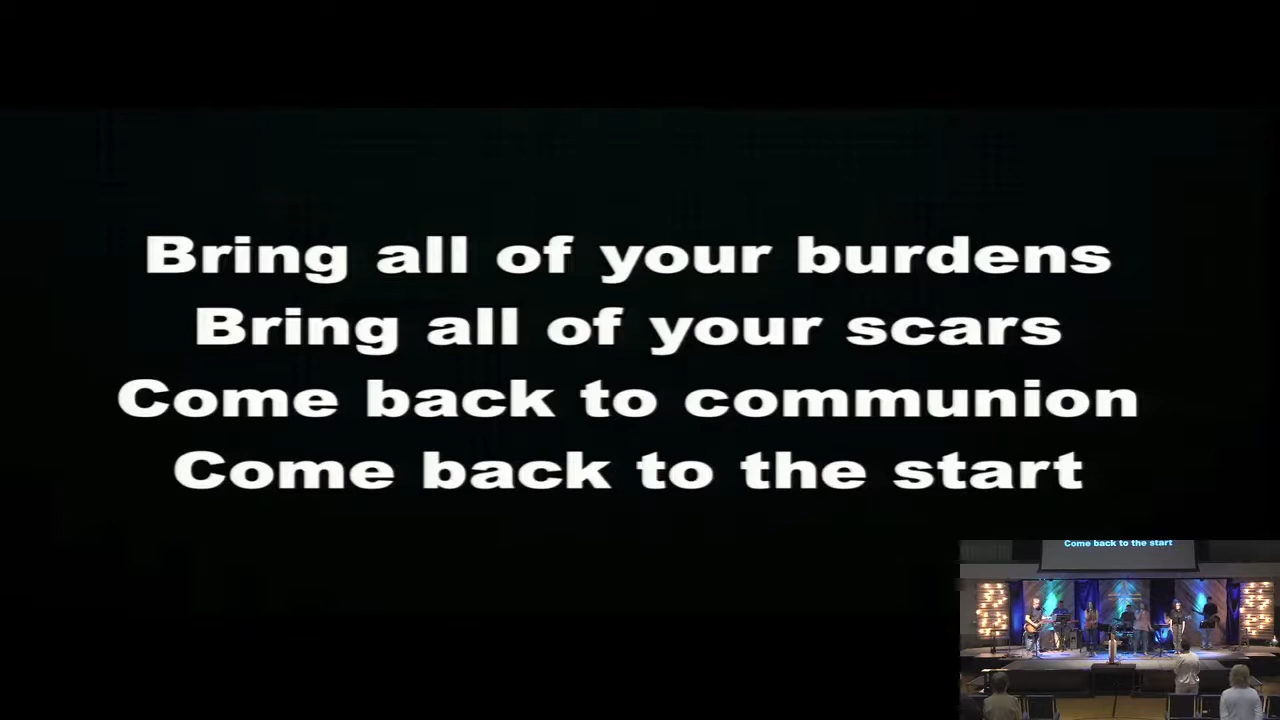 Bring all of your burdens
Bring all of your scars
Come back to communion
Come back to the start
Come back to the start